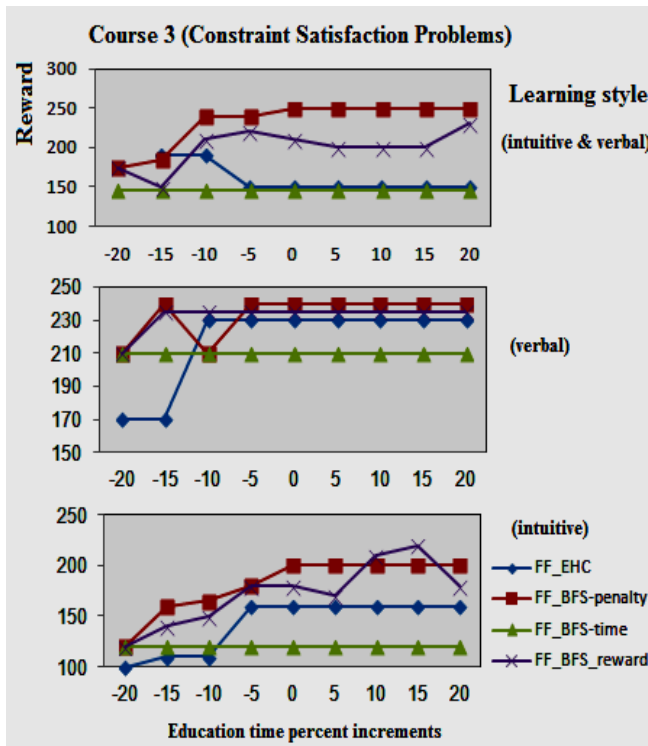 Course 3 (Constraint Satisfaction Problems)
Reward
300
250
200
150
100
-20 -15 -10 -5 0 5 10 15 20
Learning style
(intuitive & verbal)
250
230
210
190
170
150
-20 -15 -10 -5 0 5 10 15 20
(verbal)
250
200
150
100
-20 -15 -10 -5 0 5 10 15 20
(intuitive)
FF_EHC
FF_BFS-penalty
FF_BFS-time
FF_BFS_reward
Education time percent increments